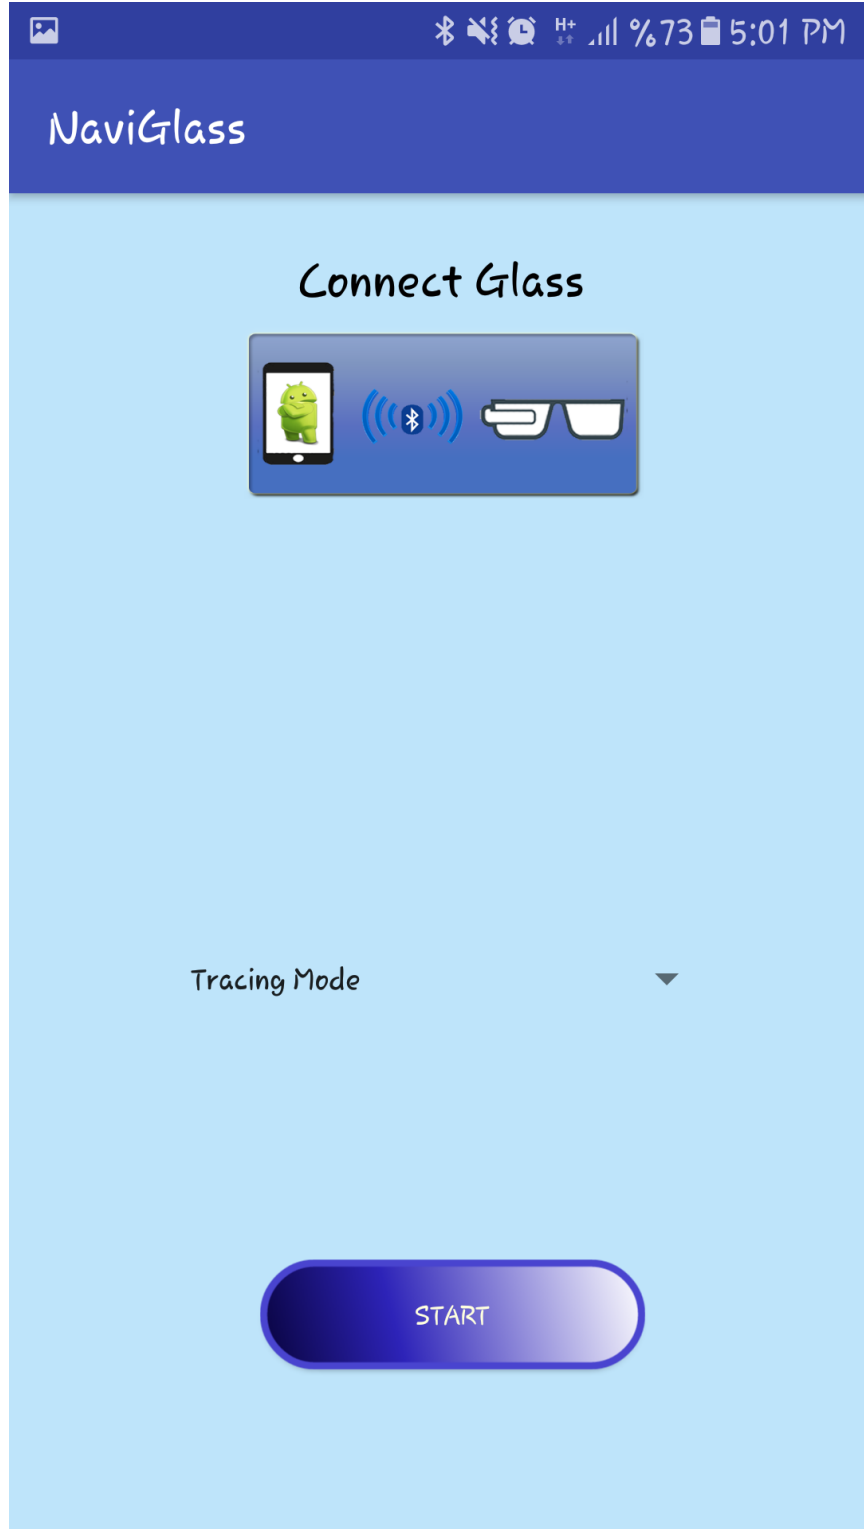 H+ %73 5:01 PM
NaviGlass
Connect Glass
Tracing Mode
START